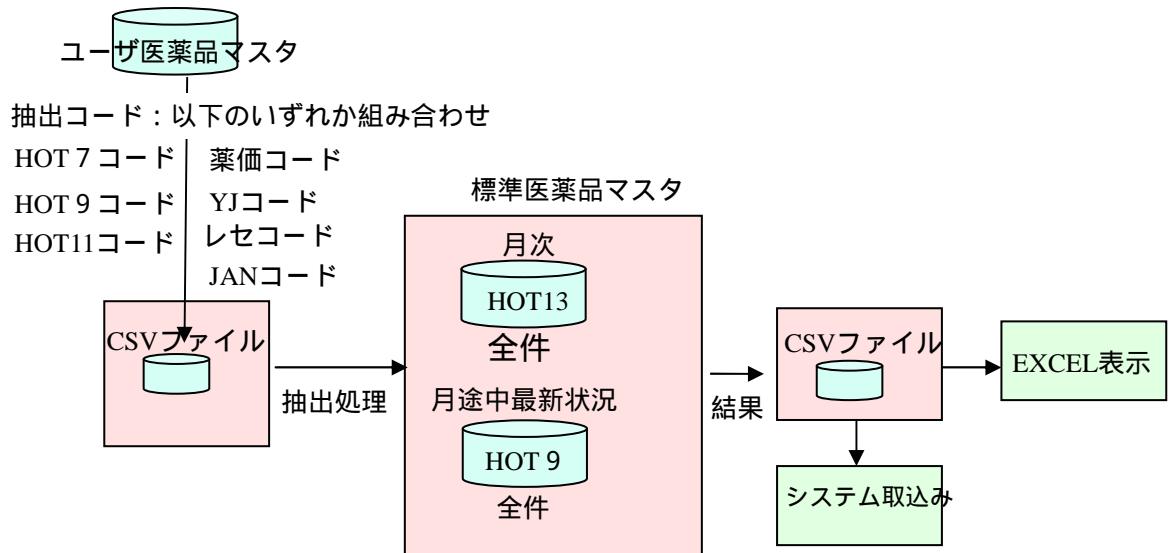 ユーザ医薬品マスタ
抽出コード：以下のいずれか組み合わせ
HOT７コード
薬価コード
HOT９コード
YJコード
HOT11コード
レセコード
JANコード
CSVファイル
抽出処理
標準医薬品マスタ
月次
HOT13
全件
月途中最新状況
HOT９
全件
結果
CSVファイル
EXCEL表示
システム取込み